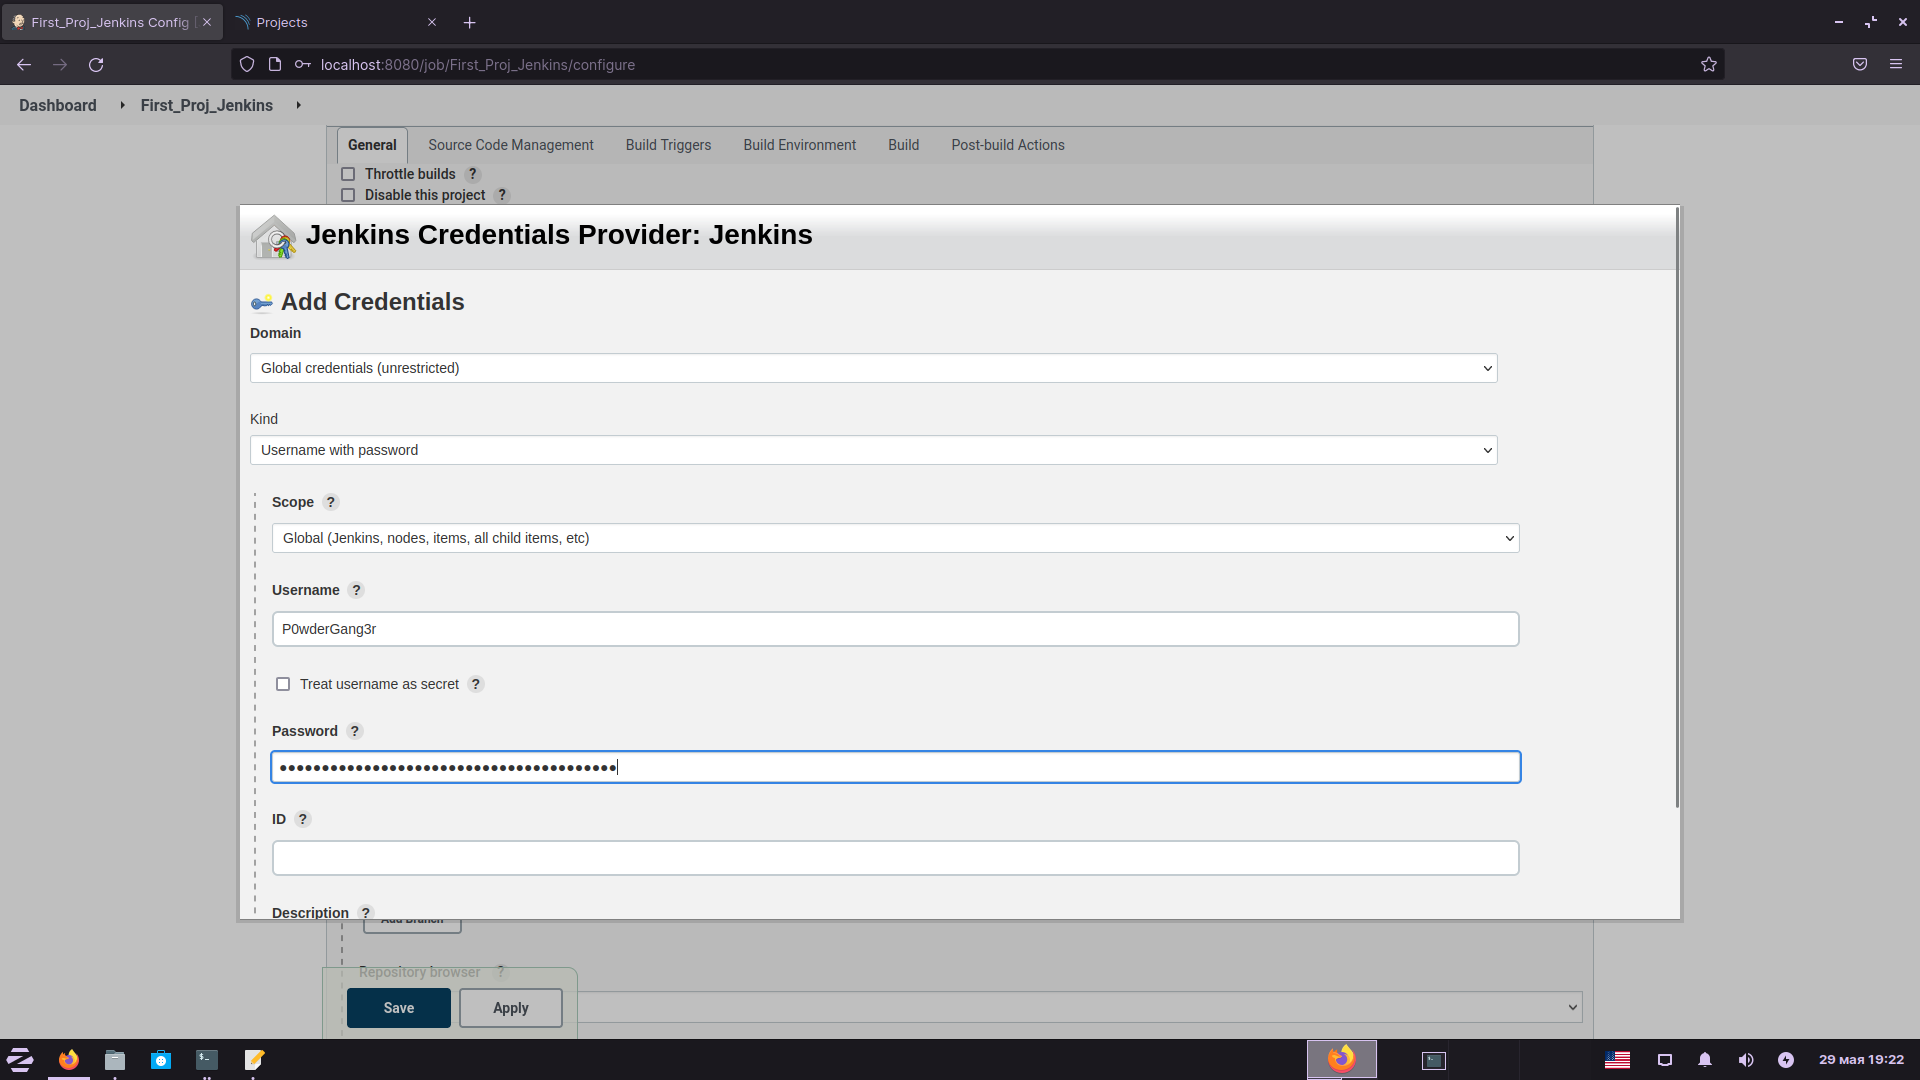 First_Proj_Jenkins Config
Projects
localhost:8080/job/First_Proj_Jenkins/configure
Dashboard
First_Proj_Jenkins
General
Source Code Management
Build Triggers
Build Environment
Build
Post-build Actions
Throttle builds ?
Disable this project ?
Jenkins Credentials Provider: Jenkins
Add Credentials
Domain
Global credentials (unrestricted)
Kind
Username with password
Scope ?
Global (Jenkins, nodes, items, all child items, etc)
Username ?
P0wderGang3r
Treat username as secret ?
Password ?
ID ?
Description ?
Add Branch
Repository browser ?
Save
Apply
29 мая 19:22